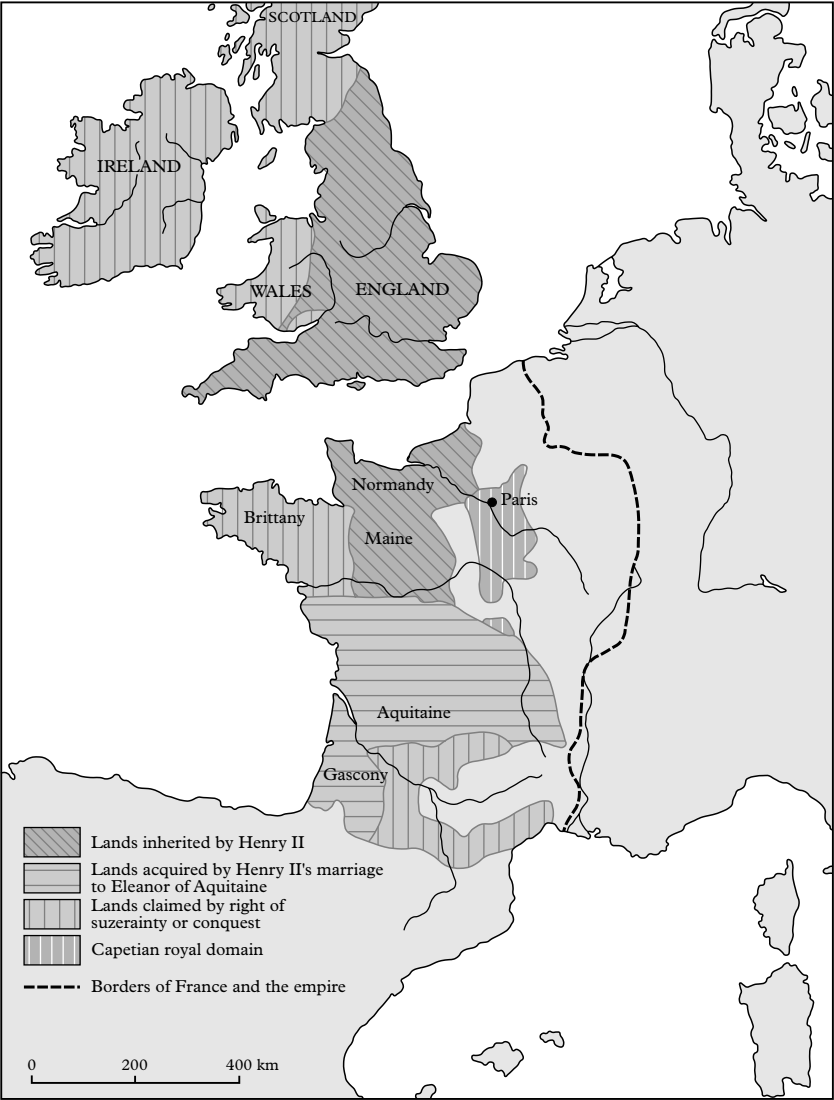 SCOTLAND
IRELAND
WALES
ENGLAND
Normandy
Paris
Brittany
Maine
Aquitaine
Gascony
Lands inherited by Henry II
Lands acquired by Henry II's marriage
to Eleanor of Aquitaine
Lands claimed by right of
suzerainty or conquest
Capetian royal domain
Borders of France and the empire
0 200 400 km